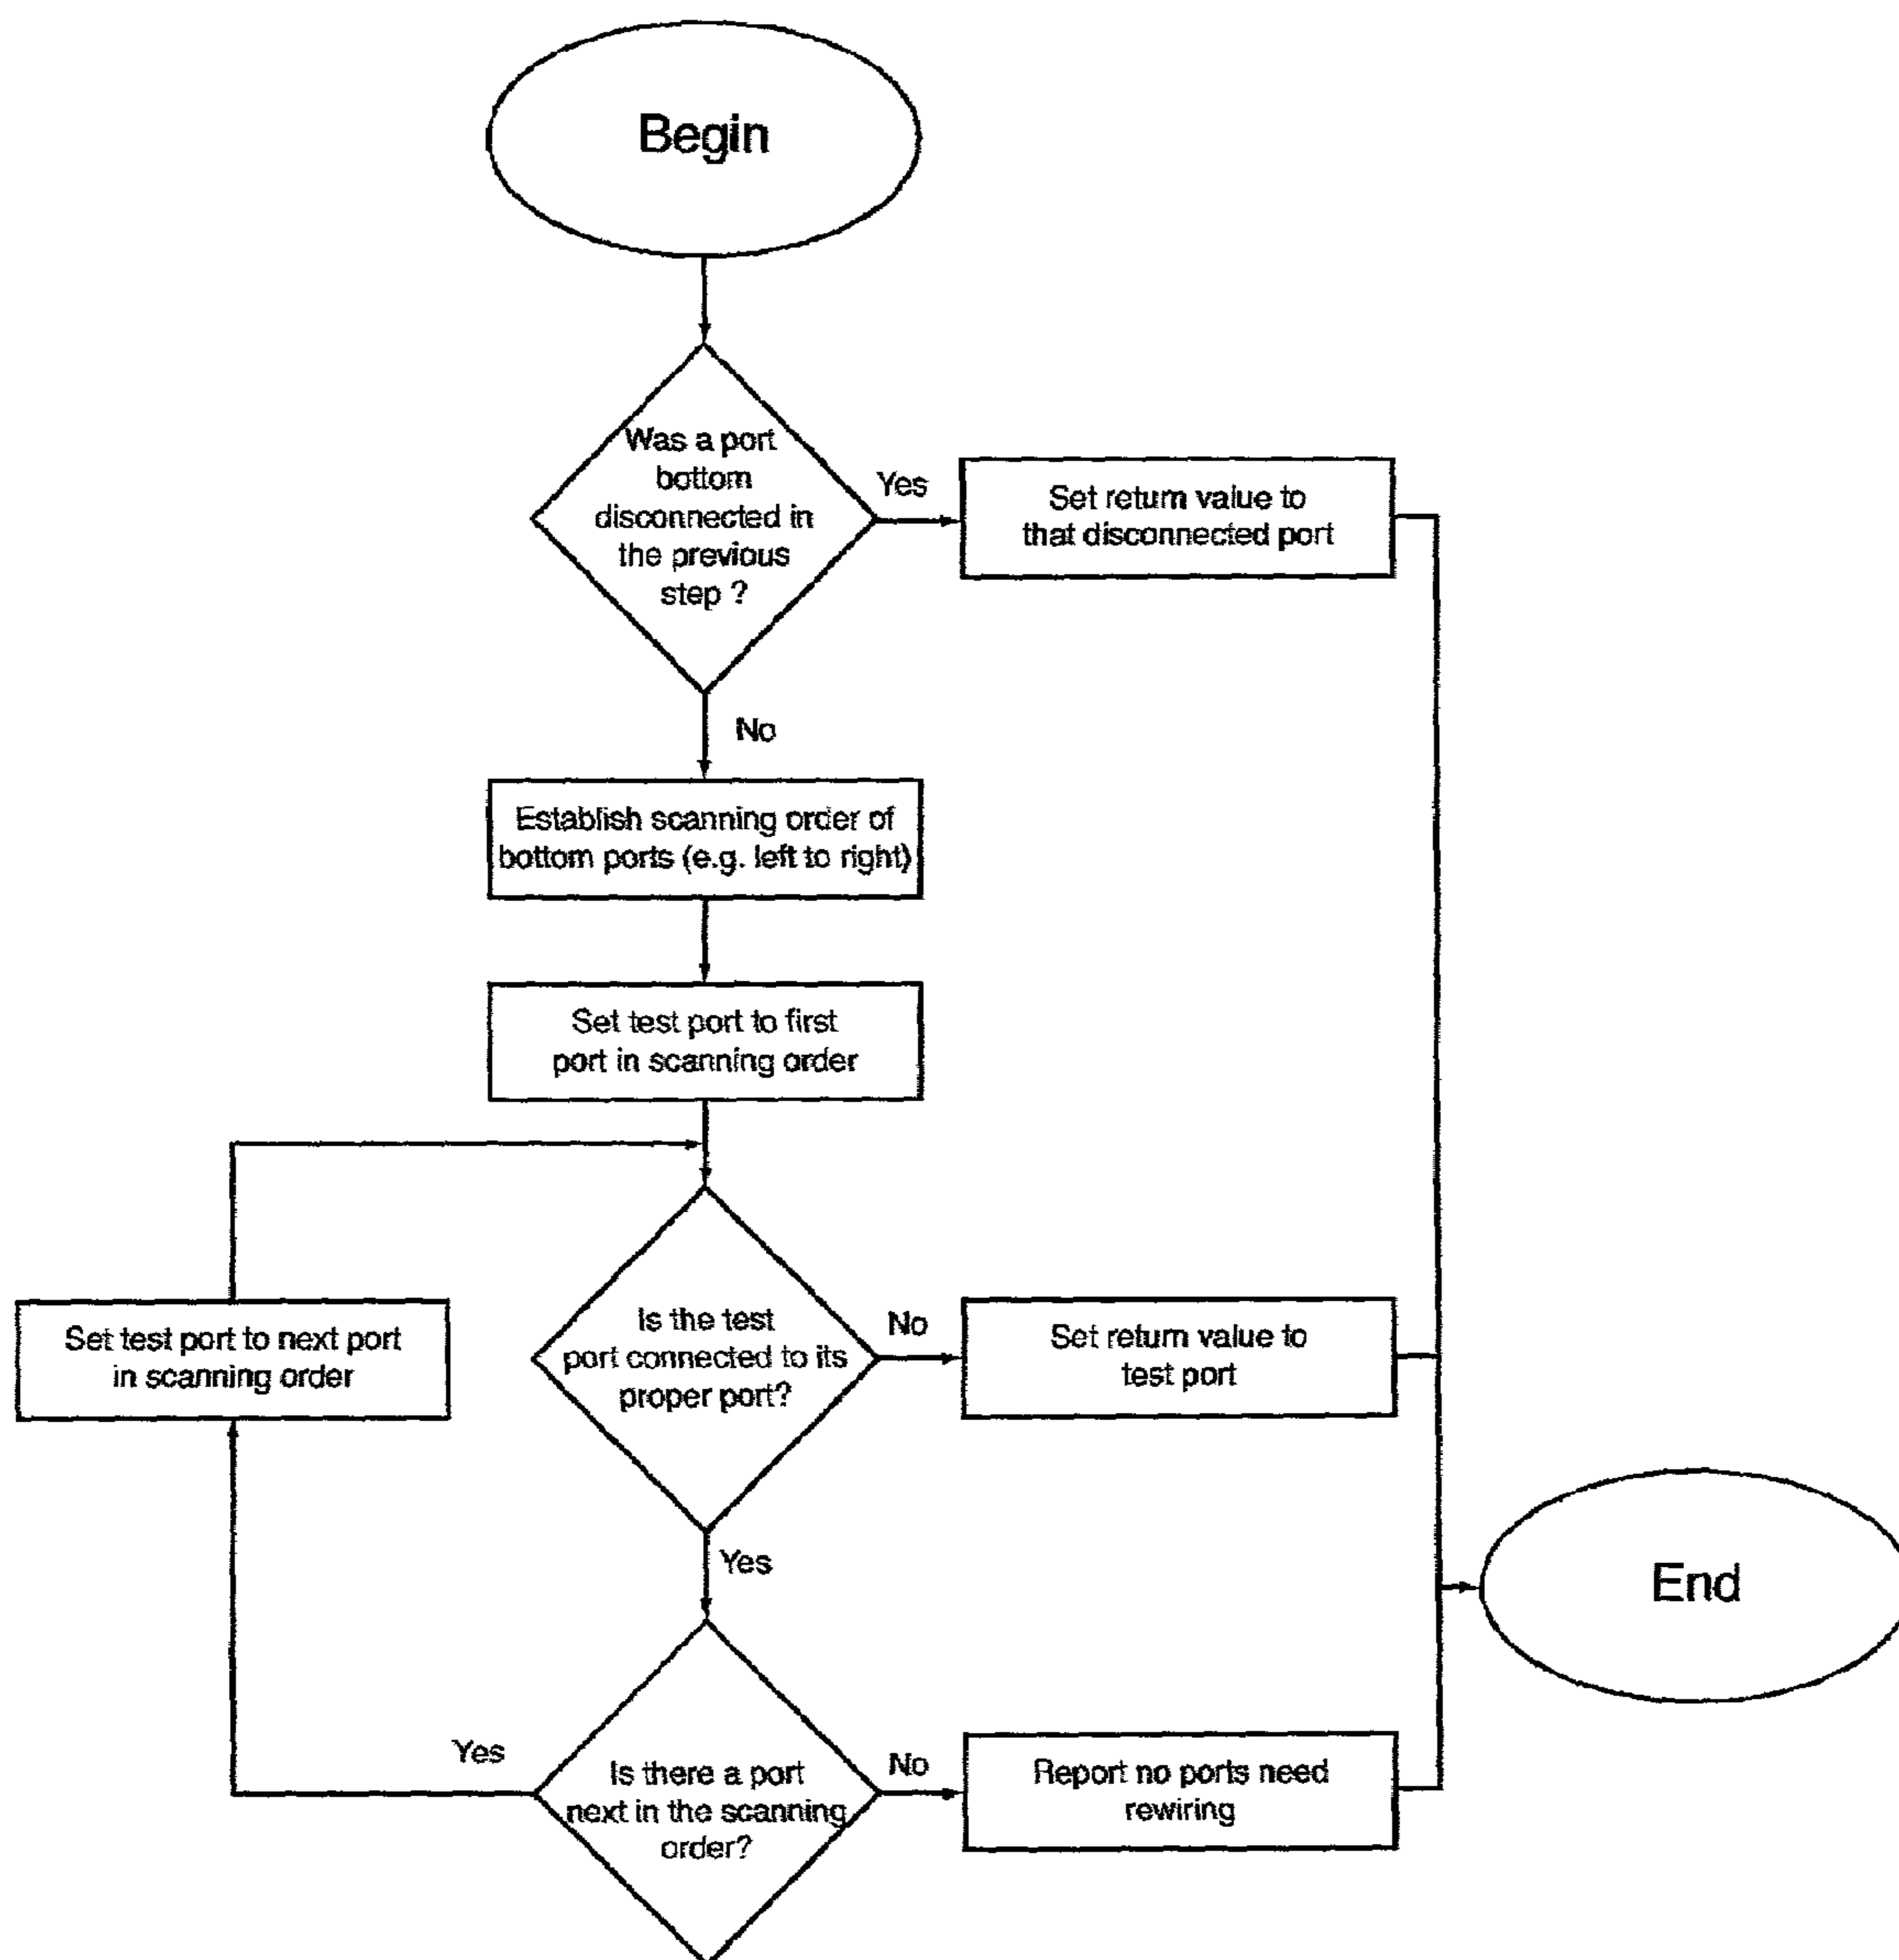 Begin
Was a port
bottom
disconnected in
the previous
step ?
Yes
Set return value to
that disconnected port
No
Establish scanning order of
bottom ports (e.g. left to right)
Set test port to first
port in scanning order
Set test port to next port
in scanning order
Is the test
port connected to its
proper port?
No
Set return value to
test port
Yes
End
Yes
Is there a port
next in the scanning
order?
No
Report no ports need
rewiring